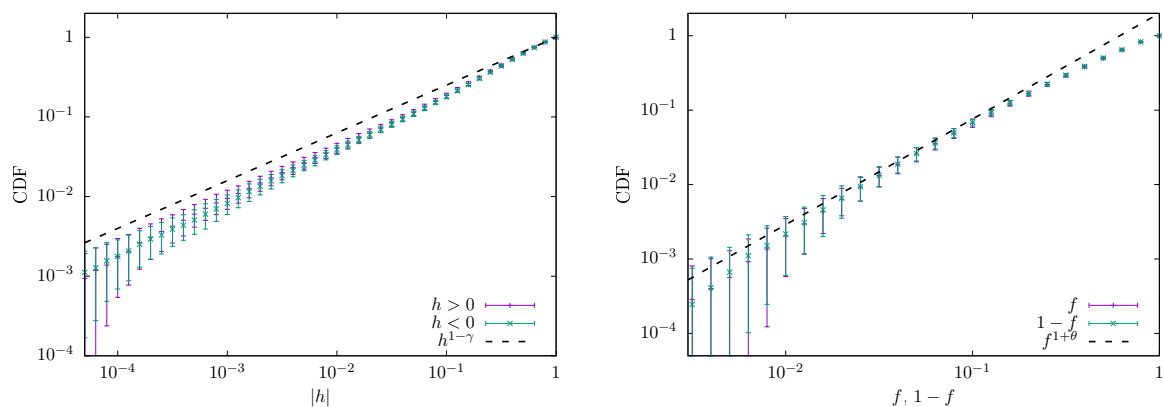 1
10⁻¹
10⁻²
10⁻³
10⁻⁴
CDF
h > 0
h < 0
h^{1−γ}
10⁻⁴
10⁻³
10⁻²
10⁻¹
1
|h|
1
10⁻¹
10⁻²
10⁻³
10⁻⁴
CDF
f
1 − f
f^{1+θ}
10⁻²
10⁻¹
1
f, 1 − f